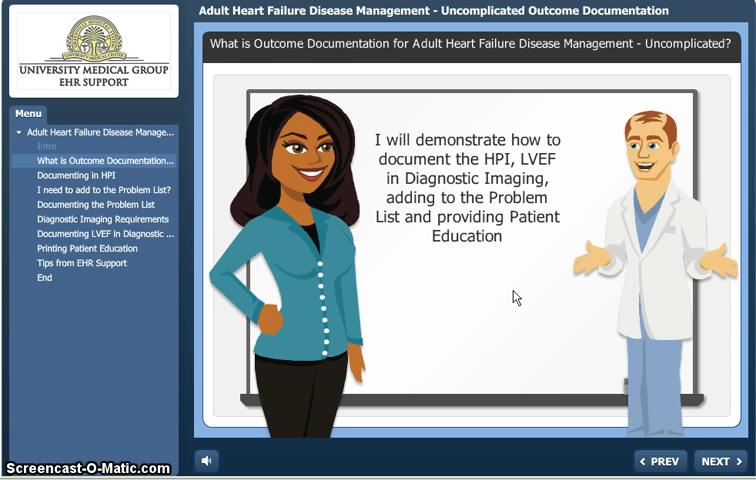 Adult Heart Failure Disease Management - Uncomplicated Outcome Documentation
UNIVERSITY MEDICAL GROUP
EHR SUPPORT
Menu
Adult Heart Failure Disease Manage...
Intro
What is Outcome Documentation...
Documenting in HPI
I need to add to the Problem List?
Documenting the Problem List
Diagnostic Imaging Requirements
Documenting LVEF in Diagnostic ...
Printing Patient Education
Tips from EHR Support
End
What is Outcome Documentation for Adult Heart Failure Disease Management - Uncomplicated?
I will demonstrate how to
document the HPI, LVEF
in Diagnostic Imaging,
adding to the Problem
List and providing Patient
Education
PREV
NEXT
Screencast-O-Matic.com